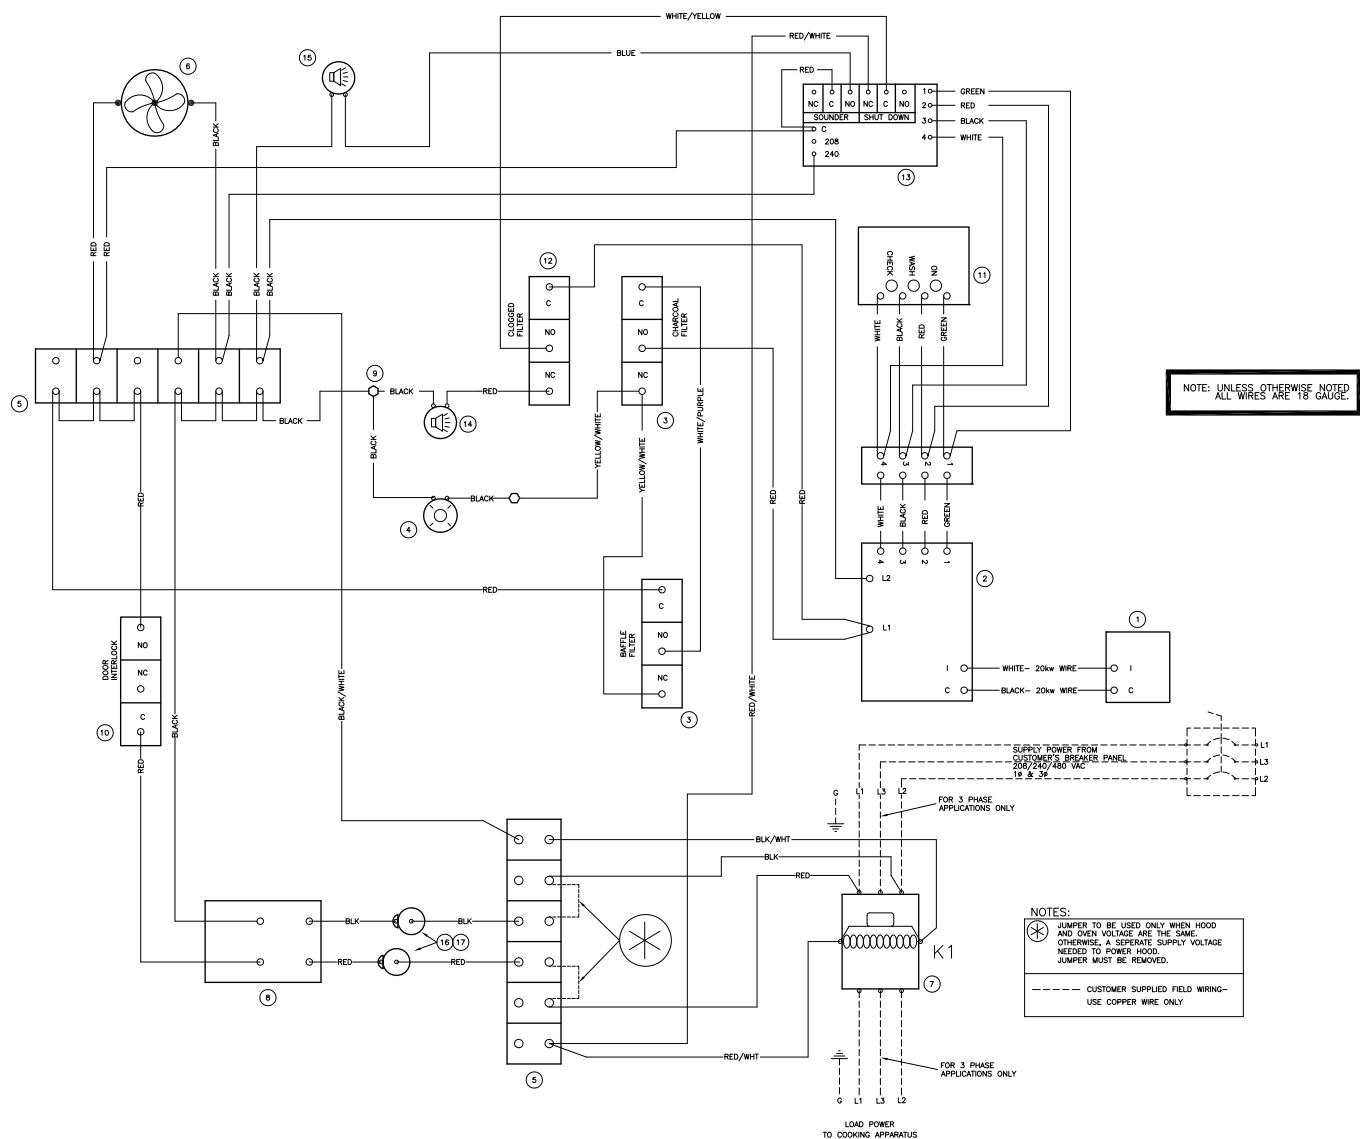 WHITE/YELLOW
RED/WHITE
BLUE
15
6
RED
NC C NO NC C NO
SOUNDER SHUT DOWN
C
208
240
1 GREEN
2 RED
3 BLACK
4 WHITE
13
BLACK
RED
RED
BLACK
BLACK
BLACK
BLACK
12
CLOGGED
FILTER
C
NO
NC
C
NO
NC
CHARCOAL
FILTER
3
CHECK
WASH
ON
11
WHITE
BLACK
RED
GREEN
NOTE: UNLESS OTHERWISE NOTED
ALL WIRES ARE 18 GAUGE.
5
9
BLACK
RED
14
BLACK
BLACK
YELLOW/WHITE
YELLOW/WHITE
WHITE/PURPLE
BLACK
4
RED
RED
RED
4 3 2 1
WHITE
BLACK
RED
GREEN
4 3 2 1
2
L2
L1
I
C
WHITE- 20kw WIRE
BLACK- 20kw WIRE
1
I
C
RED
C
NO
NC
BAFFLE
FILTER
3
DOOR
INTERLOCK
NO
NC
C
10
RED
BLACK
BLACK/WHITE
RED/WHITE
SUPPLY POWER FROM
CUSTOMER'S BREAKER PANEL
208/240/480 VAC
1ø & 3ø
L1
L3
L2
G L1 L3 L2
FOR 3 PHASE
APPLICATIONS ONLY
BLK/WHT
BLK
RED
8
BLK
BLK
16 17
RED
RED
K1
7
5
RED/WHT
FOR 3 PHASE
APPLICATIONS ONLY
G L1 L3 L2
LOAD POWER
TO COOKING APPARATUS
NOTES:
JUMPER TO BE USED ONLY WHEN HOOD
AND OVEN VOLTAGE ARE THE SAME.
OTHERWISE, A SEPERATE SUPPLY VOLTAGE
NEEDED TO POWER HOOD.
JUMPER MUST BE REMOVED.
CUSTOMER SUPPLIED FIELD WIRING-
USE COPPER WIRE ONLY